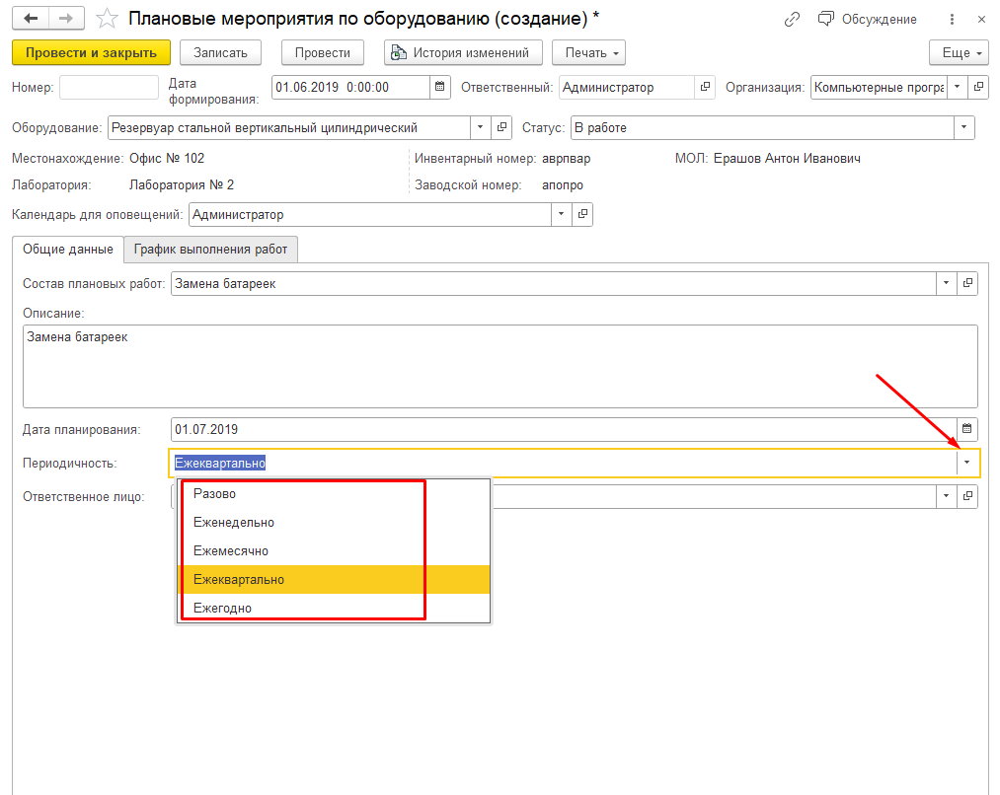 Плановые мероприятия по оборудованию (создание) *
Обсуждение
Провести и закрыть
Записать
Провести
История изменений
Печать
Еще
Номер:
Дата формирования:
01.06.2019 0:00:00
Ответственный:
Администратор
Организация:
Компьютерные програ
Оборудование:
Резервуар стальной вертикальный цилиндрический
Статус:
В работе
Местонахождение: Офис № 102
Инвентарный номер: аврпвар
МОЛ: Ерашов Антон Иванович
Лаборатория: Лаборатория № 2
Заводской номер: апопро
Календарь для оповещений: Администратор
Общие данные
График выполнения работ
Состав плановых работ: Замена батареек
Описание:
Замена батареек
Дата планирования: 01.07.2019
Периодичность: Ежеквартально
Ответственное лицо:
Разово
Еженедельно
Ежемесячно
Ежеквартально
Ежегодно